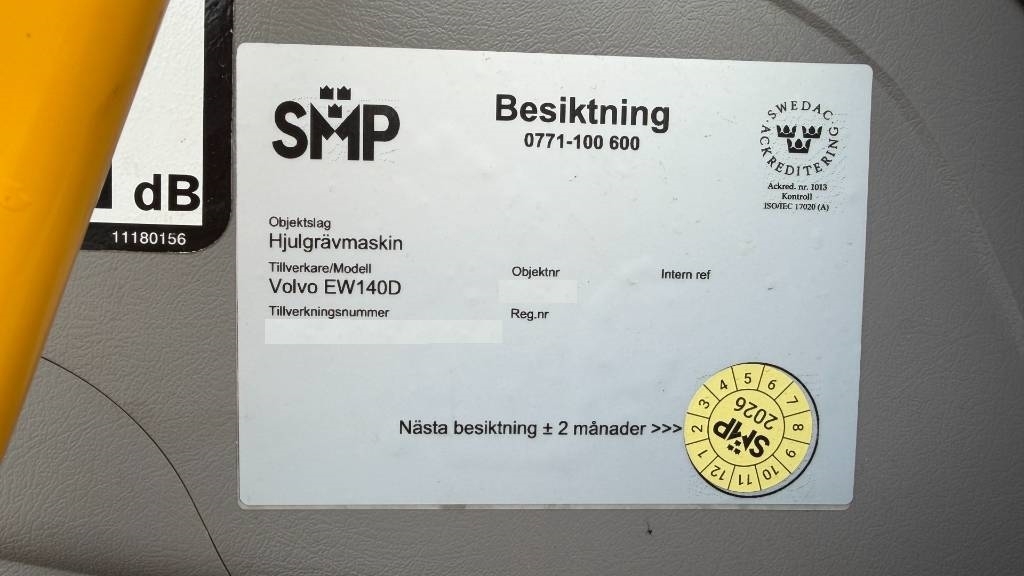 dB
11180156
SMP
Besiktning
0771-100 600
SWEDAC
ACKREDITERING
Ackred. nr. 1013
Kontroll
ISO/IEC 17020 (A)
Objektslag
Hjulgrävmaskin
Tillverkare/Modell
Volvo EW140D
Objektnr
Intern ref
Tillverkningsnummer
Reg.nr
Nästa besiktning ± 2 månader >>>
1 2 3 4 5 6 7 8 9 10 11 12
SMP
2026